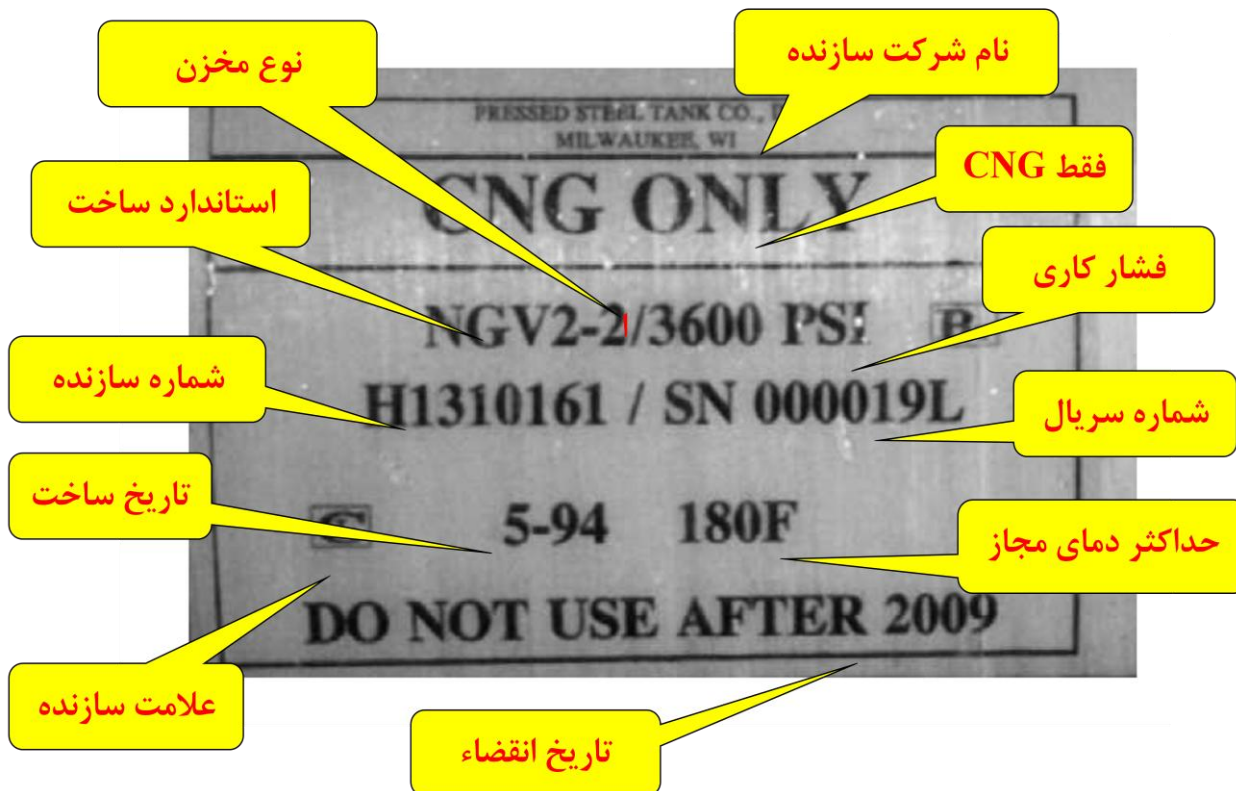 نوع مخزن
نام شرکت سازنده
PRESSED STEEL TANK CO.,
MILWAUKEE, WI
فقط CNG
CNG ONLY
استاندارد ساخت
فشار کاری
NGV2-2/3600 PSI B
شماره سازنده
H1310161 / SN 000019L
شماره سریال
تاریخ ساخت
5-94 180F
حداکثر دمای مجاز
DO NOT USE AFTER 2009
علامت سازنده
تاریخ انقضاء